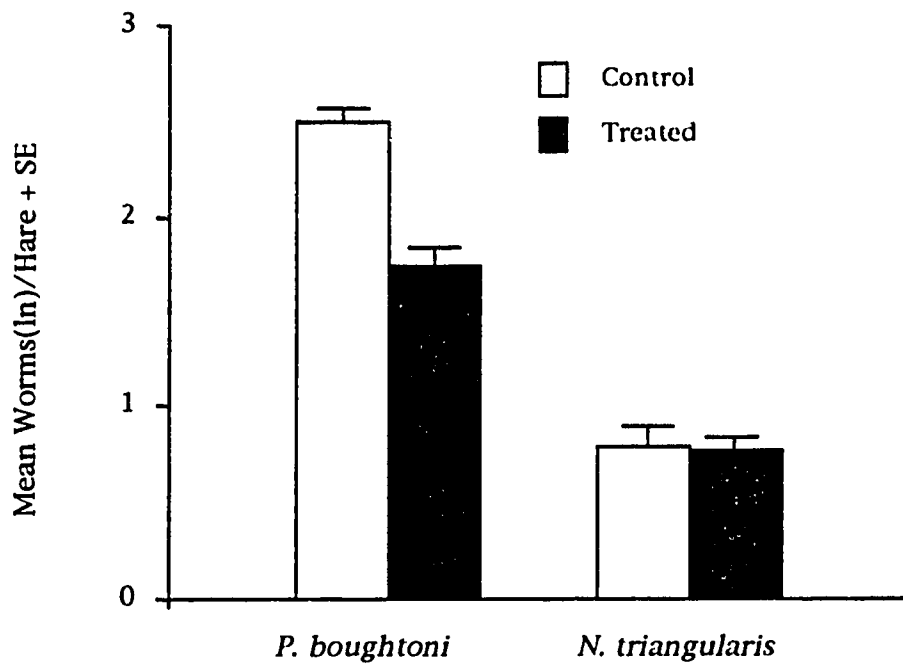 3
Control
Treated
2
1
0
Mean Worms(ln)/Hare + SE
P. boughtoni
N. triangularis